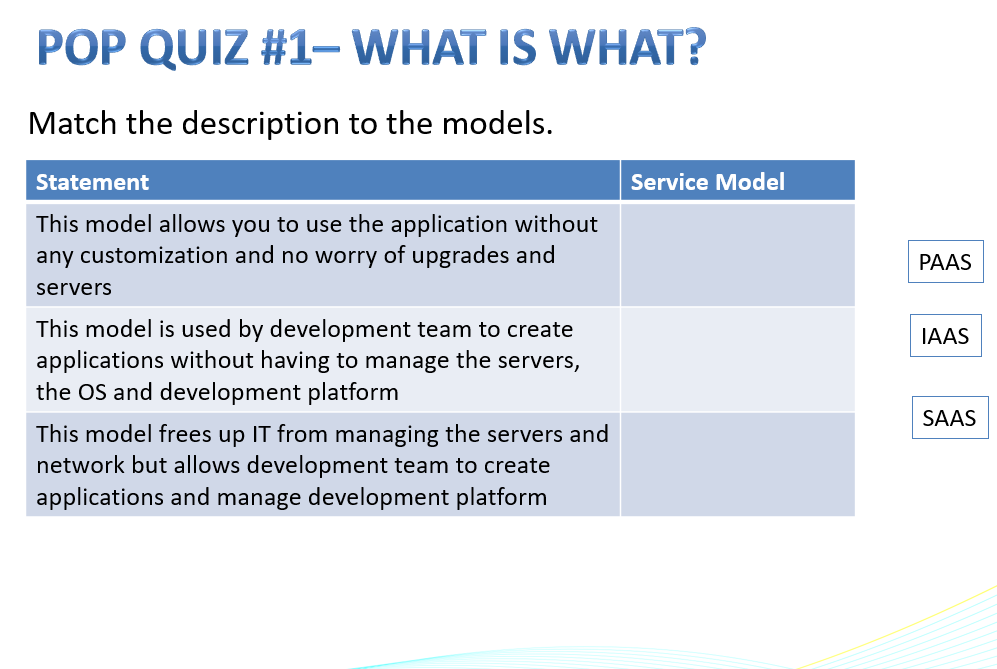 POP QUIZ #1– WHAT IS WHAT?
Match the description to the models.
Statement
Service Model
This model allows you to use the application without
any customization and no worry of upgrades and
servers
This model is used by development team to create
applications without having to manage the servers,
the OS and development platform
This model frees up IT from managing the servers and
network but allows development team to create
applications and manage development platform
PAAS
IAAS
SAAS